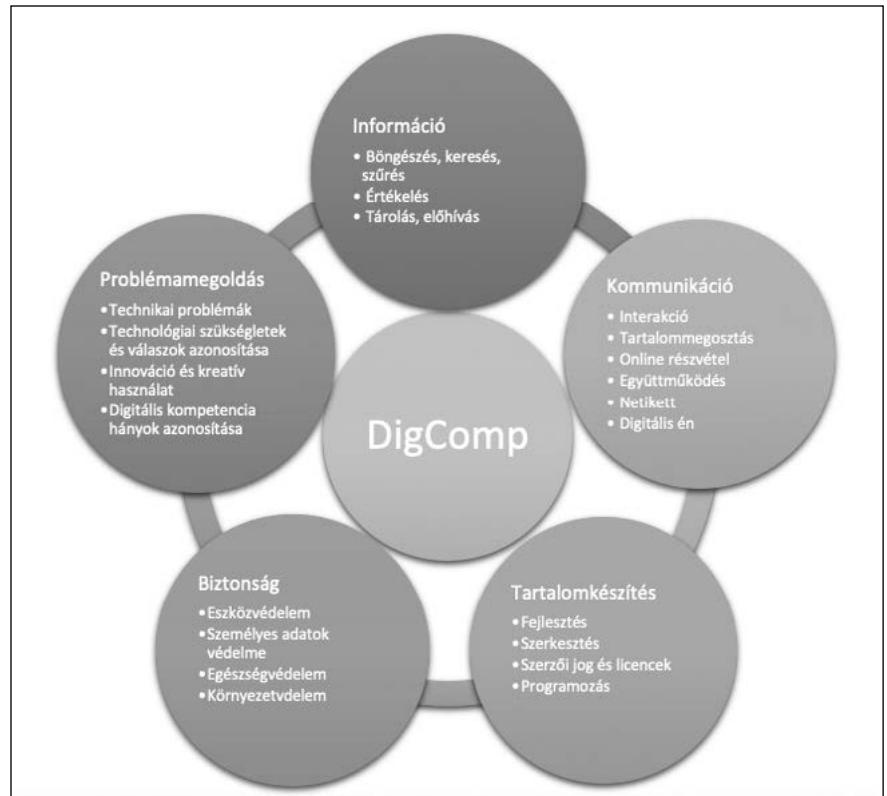 Információ
• Böngészés, keresés,
szűrés
• Értékelés
• Tárolás, előhívás
Kommunikáció
• Interakció
• Tartalommegosztás
• Online részvétel
• Együttműködés
• Netikett
• Digitális én
Tartalomkészítés
•Fejlesztés
•Szerkesztés
•Szerzői jog és licencek
•Programozás
Biztonság
•Eszközvédelem
•Személyes adatok
védelme
•Egészségvédelem
•Környezetvdelem
Problémamegoldás
•Technikai problémák
•Technológiai szükségletek
és válaszok azonosítása
•Innováció és kreatív
használat
•Digitális kompetencia
hányok azonosítása
DigComp